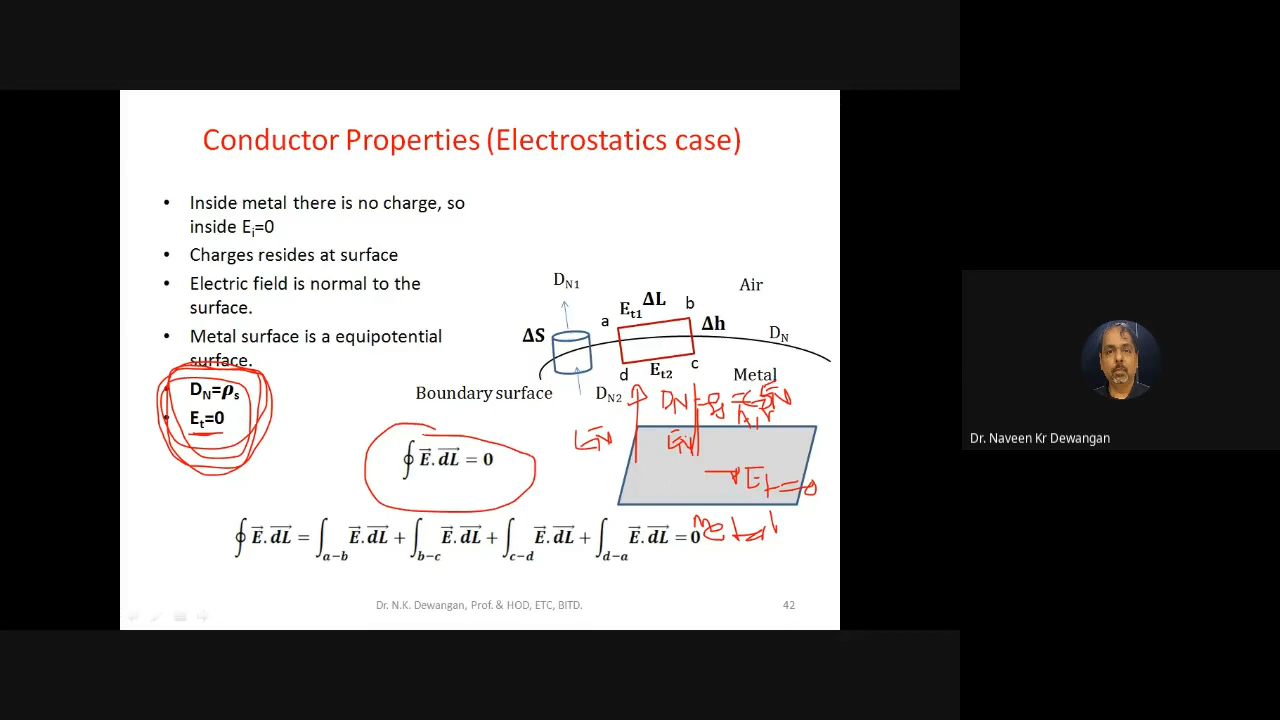 Conductor Properties (Electrostatics case)
• Inside metal there is no charge, so
inside Ei=0
• Charges resides at surface
• Electric field is normal to the
surface.
• Metal surface is a equipotential
surface.
• DN=ρs
• Et=0
DN1
Air
Et1 ΔL
a
b
ΔS
Δh
DN
d
Et2
c
Metal
Boundary surface
DN2
DN
EN
EN
Et=0
metal
∮ E⃗.dL⃗ = 0
∮ E⃗.dL⃗ = ∫a−b E⃗.dL⃗ + ∫b−c E⃗.dL⃗ + ∫c−d E⃗.dL⃗ + ∫d−a E⃗.dL⃗ = 0
Dr. N.K. Dewangan, Prof. & HOD, ETC, BITD.
42
Dr. Naveen Kr Dewangan